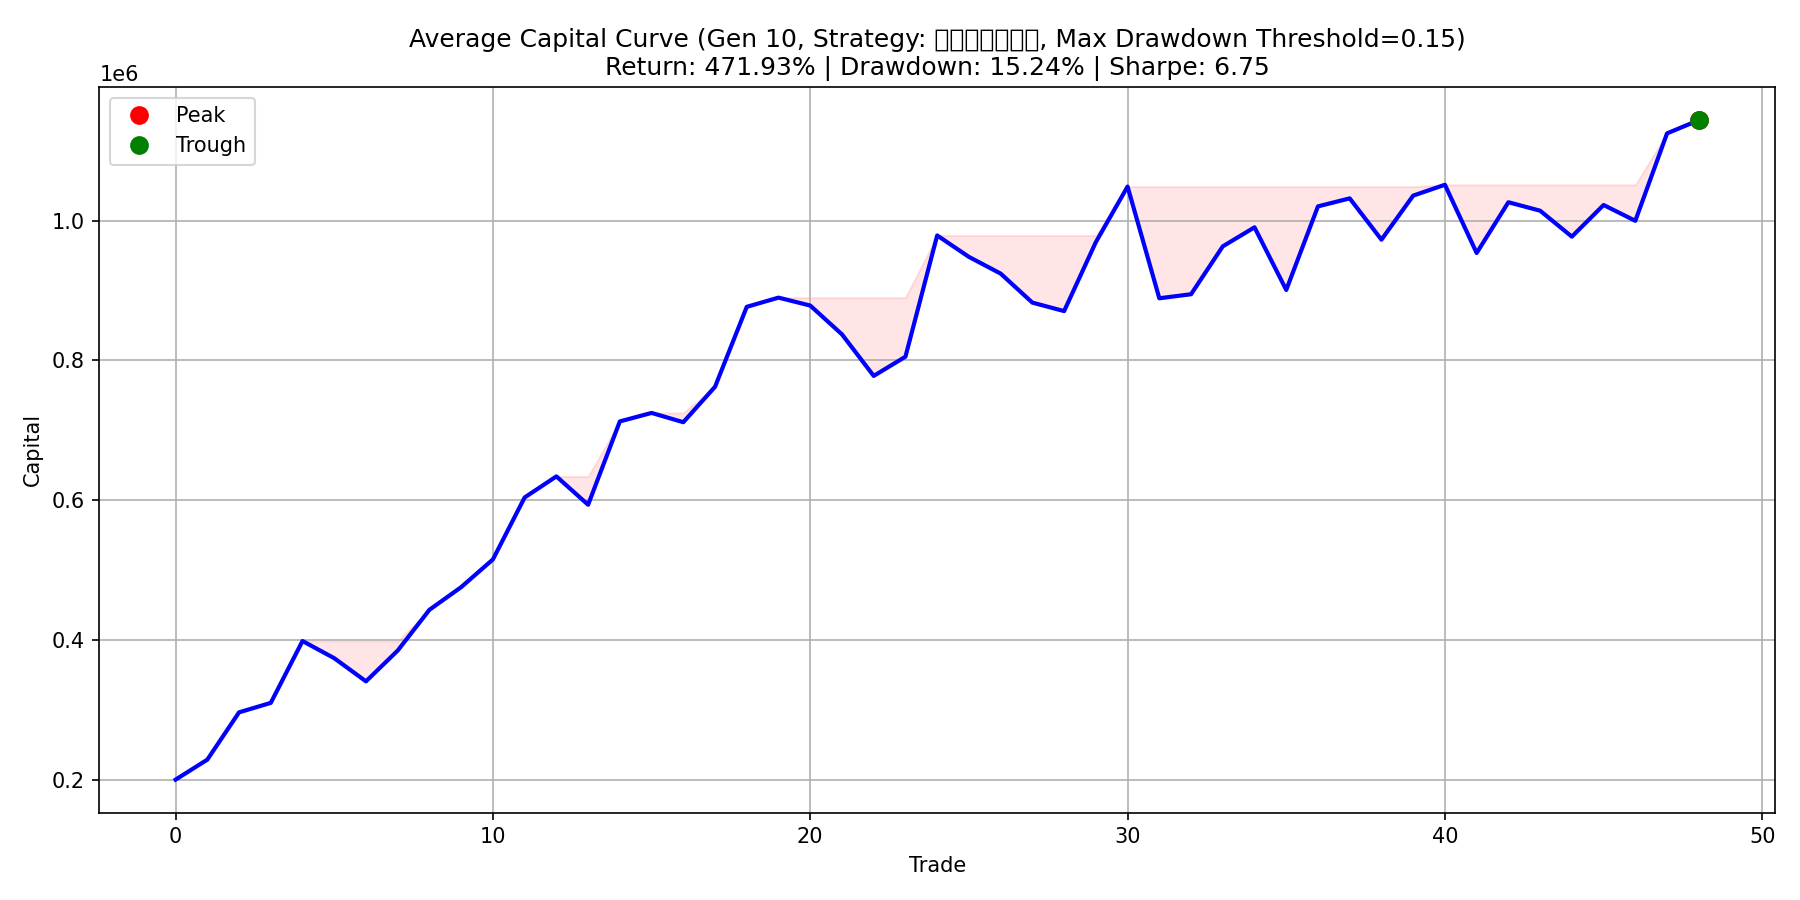 Average Capital Curve (Gen 10, Strategy: □□□□□□□, Max Drawdown Threshold=0.15)
Return: 471.93% | Drawdown: 15.24% | Sharpe: 6.75
1e6
Peak
Trough
1.0
0.8
0.6
0.4
0.2
Capital
0
10
20
30
40
50
Trade